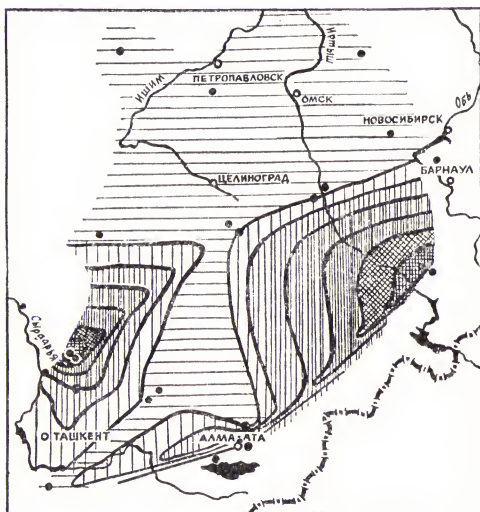 ИШИМ
ПЕТРОПАВЛОВСК
Иртыш
ОМСК
НОВОСИБИРСК
Обь
БАРНАУЛ
ЦЕЛИНОГРАД
Сырдарья
ТАШКЕНТ
АЛМА-АТА